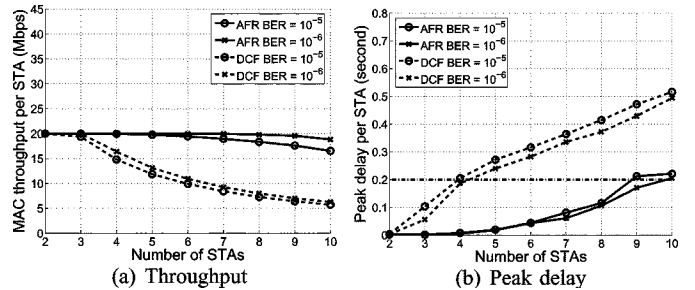 MAC throughput per STA (Mbps)
45
40
35
30
25
20
15
10
5
0
2 3 4 5 6 7 8 9 10
Number of STAs
AFR BER = 10⁻⁵
AFR BER = 10⁻⁶
DCF BER = 10⁻⁵
DCF BER = 10⁻⁶
(a) Throughput
Peak delay per STA (second)
0.8
0.7
0.6
0.5
0.4
0.3
0.2
0.1
0
2 3 4 5 6 7 8 9 10
Number of STAs
AFR BER = 10⁻⁵
AFR BER = 10⁻⁶
DCF BER = 10⁻⁵
DCF BER = 10⁻⁶
(b) Peak delay